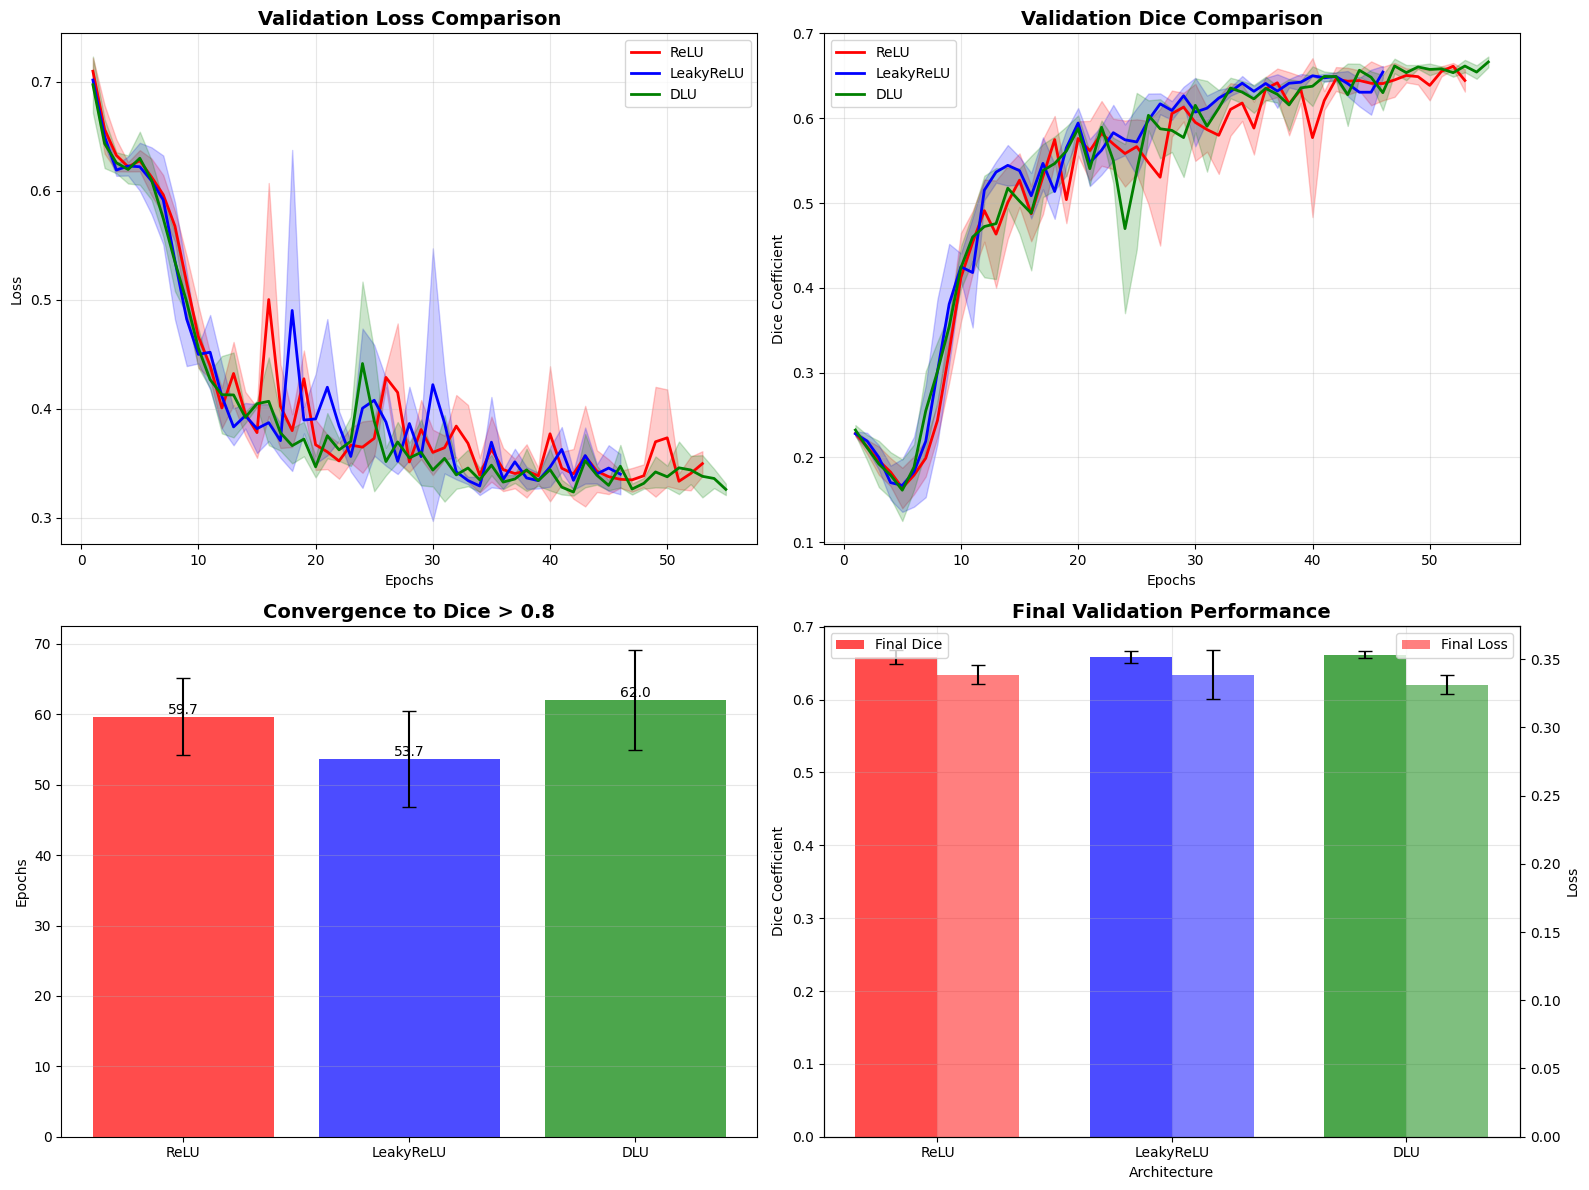 Validation Loss Comparison
ReLU
LeakyReLU
DLU
0.7
0.6
0.5
0.4
0.3
Loss
0 10 20 30 40 50
Epochs
Validation Dice Comparison
ReLU
LeakyReLU
DLU
0.7
0.6
0.5
0.4
0.3
0.2
0.1
Dice Coefficient
0 10 20 30 40 50
Epochs
Convergence to Dice > 0.8
70
60
50
40
30
20
10
0
Epochs
59.7
53.7
62.0
ReLU LeakyReLU DLU
Final Validation Performance
Final Dice
Final Loss
0.7
0.6
0.5
0.4
0.3
0.2
0.1
0.0
Dice Coefficient
0.35
0.30
0.25
0.20
0.15
0.10
0.05
0.00
Loss
ReLU LeakyReLU DLU
Architecture